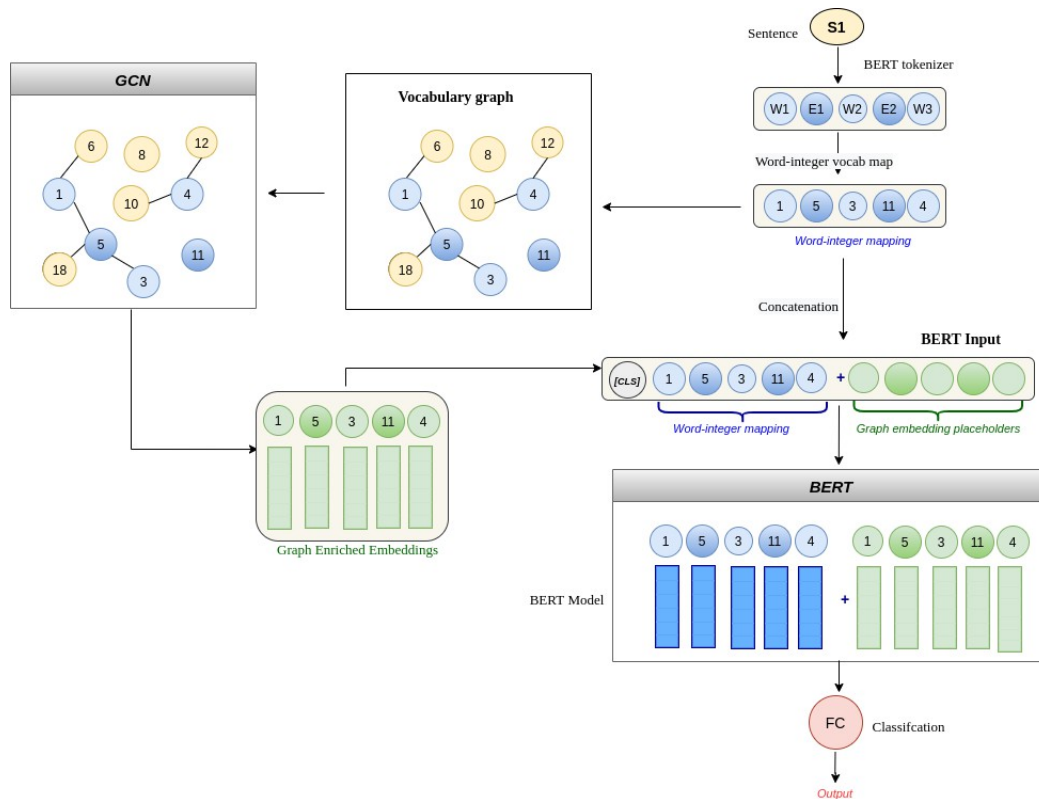 S1
Sentence
BERT tokenizer
W1 E1 W2 E2 W3
Word-integer vocab map
1 5 3 11 4
Word-integer mapping
Concatenation
GCN
6
8
12
1
10
4
5
11
18
3
Vocabulary graph
6
8
12
1
10
4
5
11
18
3
BERT Input
[CLS] 1 5 3 11 4 +
Word-integer mapping
Graph embedding placeholders
1 5 3 11 4
Graph Enriched Embeddings
BERT
1 5 3 11 4
1 5 3 11 4
BERT Model
+
FC
Classifcation
Output